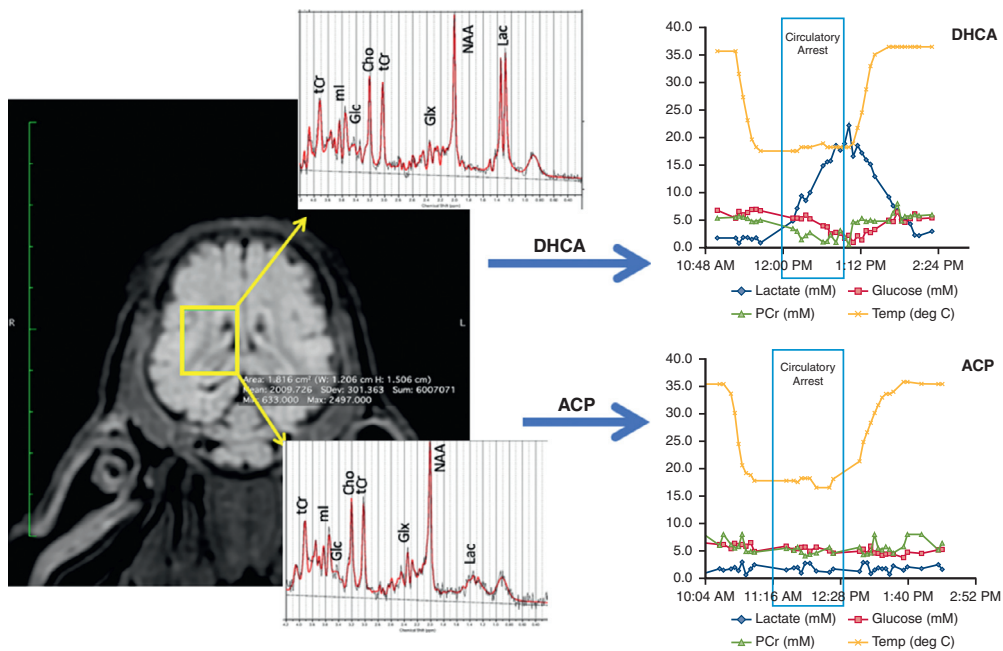 tCr
mI
Glc
Cho
tCr
Glx
NAA
Lac
Chemical Shift (ppm)
R
L
Area: 1.816 cm² (W: 1.206 cm H: 1.506 cm)
Mean: 2009.726 SDev: 301.363 Sum: 6007071
Min: 633.000 Max: 2497.000
tCr
mI
Glc
Cho
tCr
Glx
NAA
Lac
Chemical Shift (ppm)
DHCA
ACP
DHCA
Circulatory
Arrest
40.0
35.0
30.0
25.0
20.0
15.0
10.0
5.0
0.0
10:48 AM 12:00 PM 1:12 PM 2:24 PM
Lactate (mM) Glucose (mM)
PCr (mM) Temp (deg C)
ACP
Circulatory
Arrest
40.0
35.0
30.0
25.0
20.0
15.0
10.0
5.0
0.0
10:04 AM 11:16 AM 12:28 PM 1:40 PM 2:52 PM
Lactate (mM) Glucose (mM)
PCr (mM) Temp (deg C)